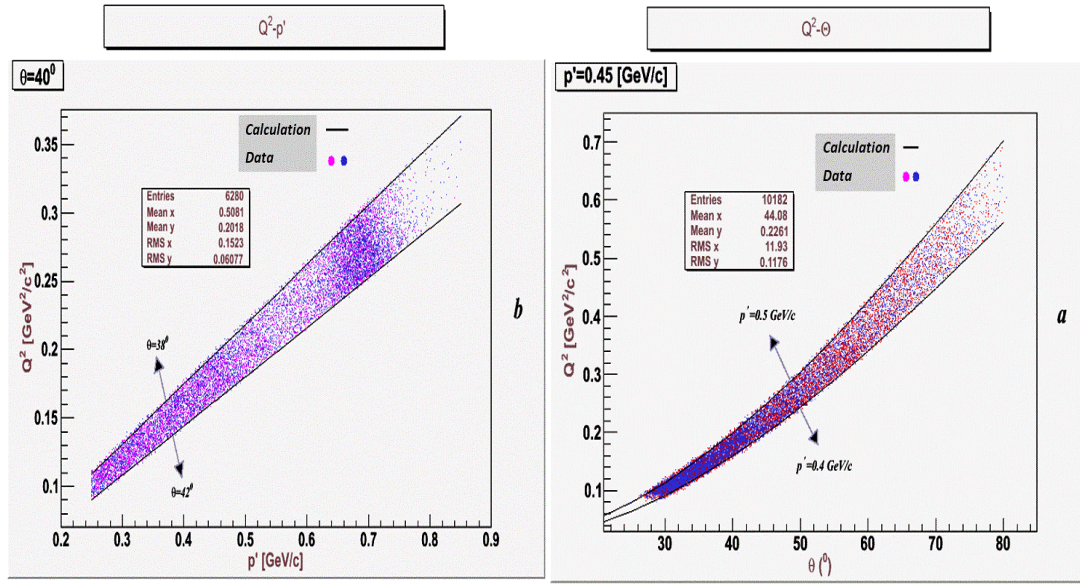 Q²-p'
θ=40⁰
Calculation
Data
Entries 6280
Mean x 0.5081
Mean y 0.2018
RMS x 0.1523
RMS y 0.06077
0.35
0.3
0.25
0.2
0.15
0.1
Q² [GeV²/c²]
θ=38⁰
θ=42⁰
b
0.2 0.3 0.4 0.5 0.6 0.7 0.8 0.9
p' [GeV/c]
Q²-Θ
p'=0.45 [GeV/c]
Calculation
Data
Entries 10182
Mean x 44.08
Mean y 0.2261
RMS x 11.93
RMS y 0.1176
0.7
0.6
0.5
0.4
0.3
0.2
0.1
Q² [GeV²/c²]
p'=0.5 GeV/c
p'=0.4 GeV/c
a
30 40 50 60 70 80
θ (⁰)